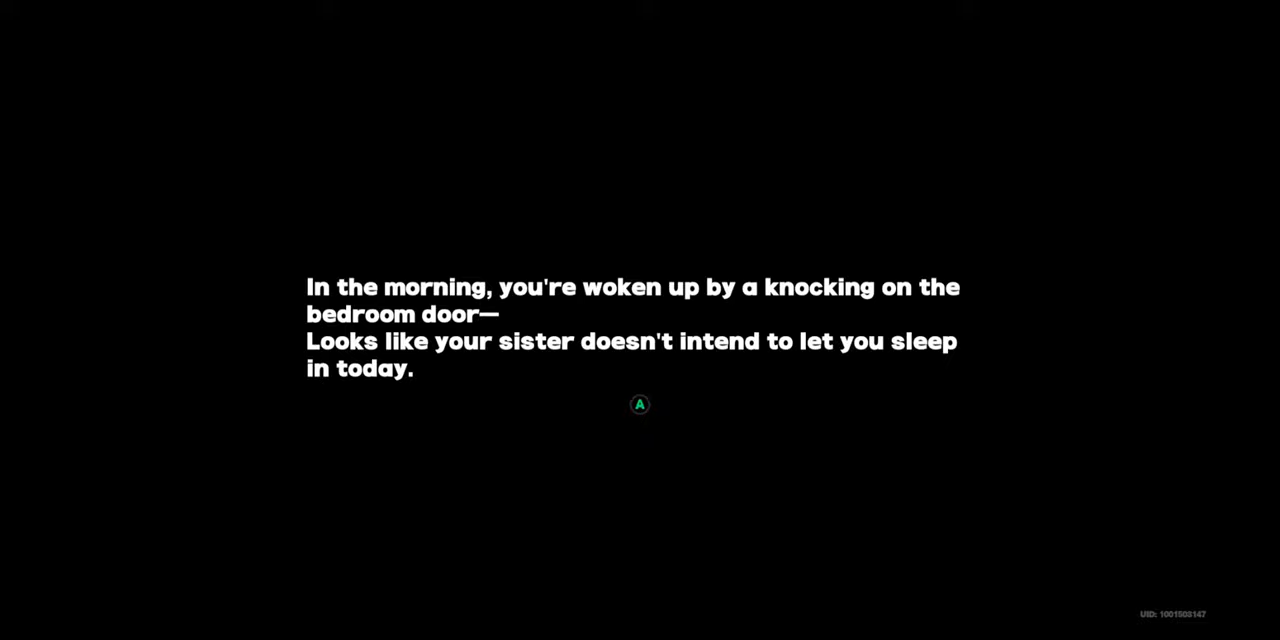 In the morning, you're woken up by a knocking on the
bedroom door—
Looks like your sister doesn't intend to let you sleep
in today.
A
UID: 1001508147